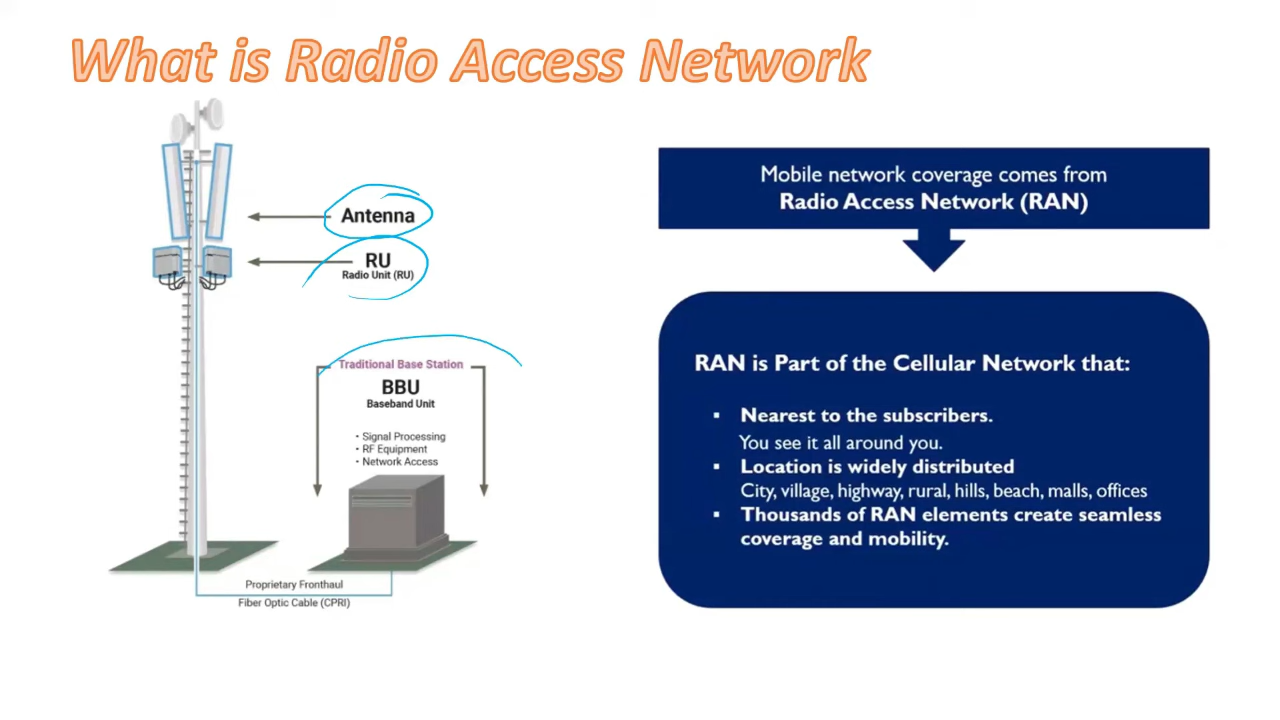 What is Radio Access Network
Antenna
RU
Radio Unit (RU)
Traditional Base Station
BBU
Baseband Unit
• Signal Processing
• RF Equipment
• Network Access
Proprietary Fronthaul
Fiber Optic Cable (CPRI)
Mobile network coverage comes from
Radio Access Network (RAN)
RAN is Part of the Cellular Network that:
▪ Nearest to the subscribers.
You see it all around you.
▪ Location is widely distributed
City, village, highway, rural, hills, beach, malls, offices
▪ Thousands of RAN elements create seamless
coverage and mobility.